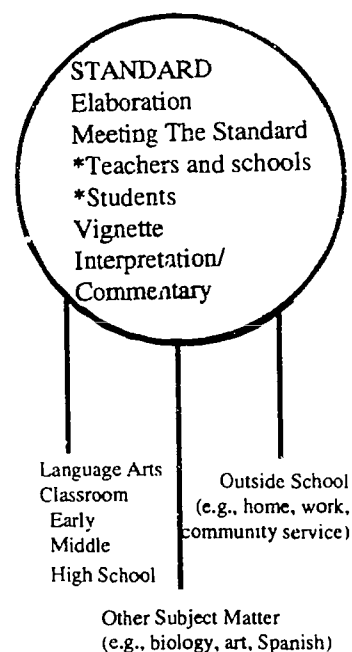 STANDARD
Elaboration
Meeting The Standard
*Teachers and schools
*Students
Vignette
Interpretation/
Commentary
Language Arts
Classroom
Early
Middle
High School
Outside School
(e.g., home, work,
community service)
Other Subject Matter
(e.g., biology, art, Spanish)